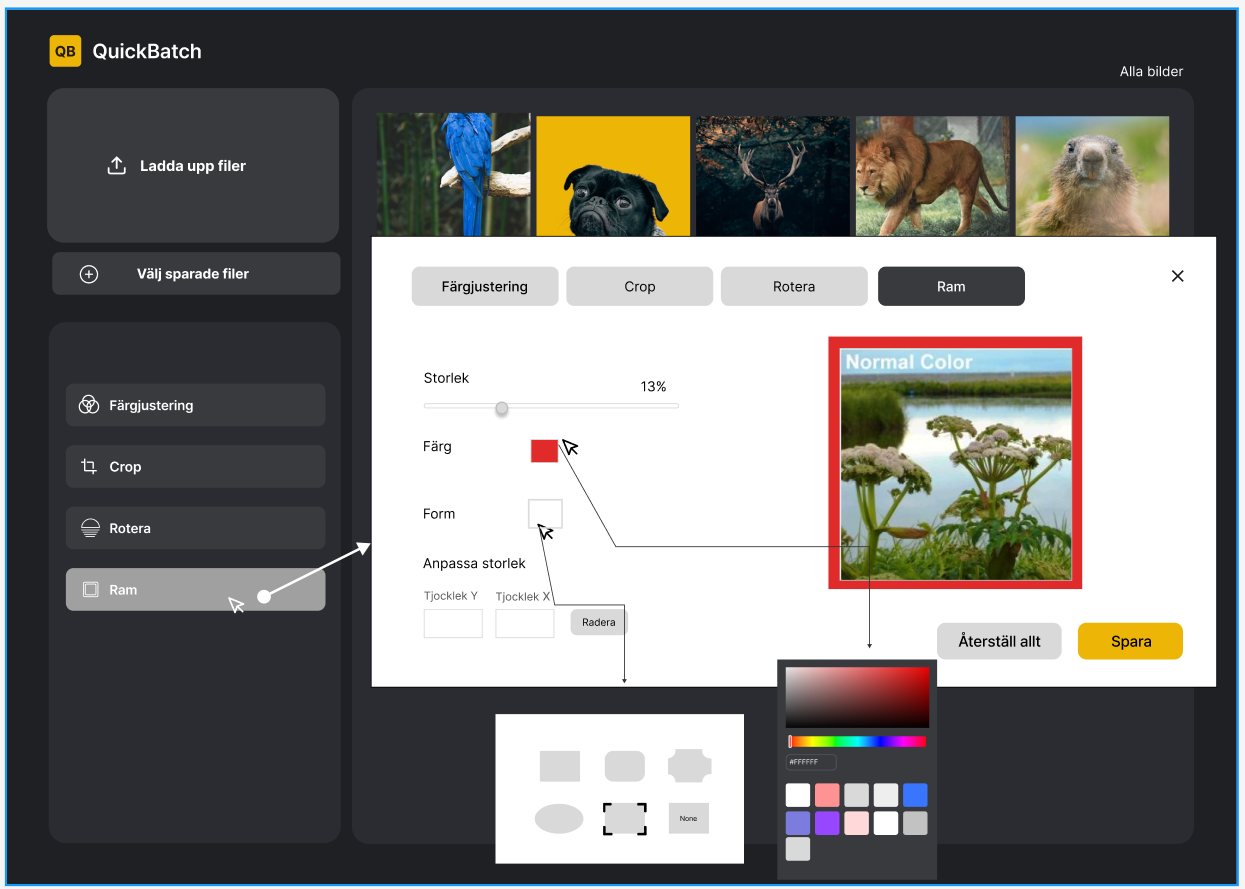 QB QuickBatch
Alla bilder
Ladda upp filer
Välj sparade filer
Färgjustering
Crop
Rotera
Ram
Färgjustering Crop Rotera Ram
Storlek
13%
Färg
Form
Anpassa storlek
Tjocklek Y Tjocklek X
Radera
Normal Color
Återställ allt Spara
None
#FFFFFF